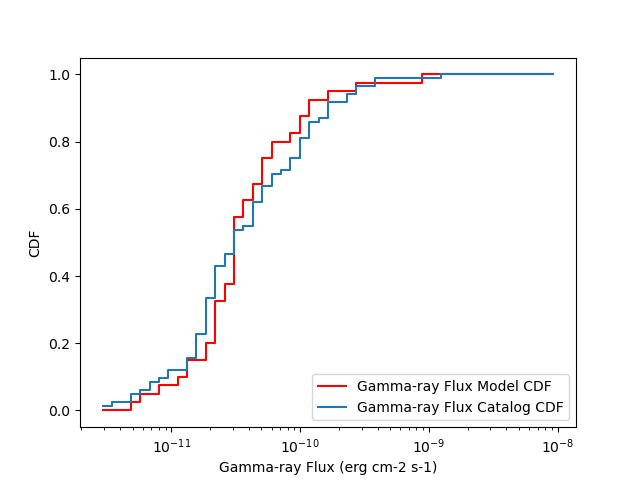 1.0
0.8
0.6
0.4
0.2
0.0
CDF
10⁻¹¹
10⁻¹⁰
10⁻⁹
10⁻⁸
Gamma-ray Flux (erg cm-2 s-1)
Gamma-ray Flux Model CDF
Gamma-ray Flux Catalog CDF